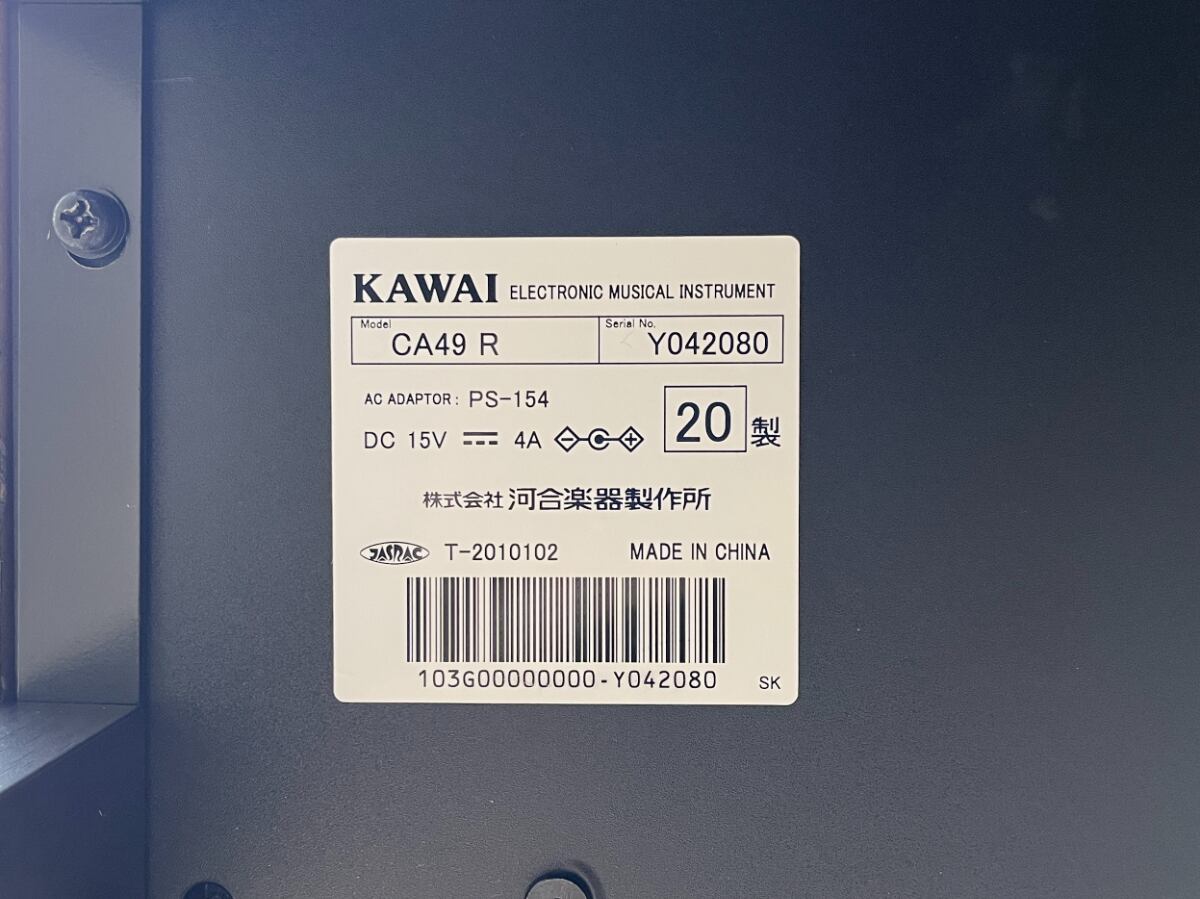 KAWAI ELECTRONIC MUSICAL INSTRUMENT
Model CA49 R Serial No. Y042080
AC ADAPTOR: PS-154
DC 15V 4A
20 製
株式会社 河合楽器製作所
JASRAC T-2010102 MADE IN CHINA
103G00000000-Y042080 SK